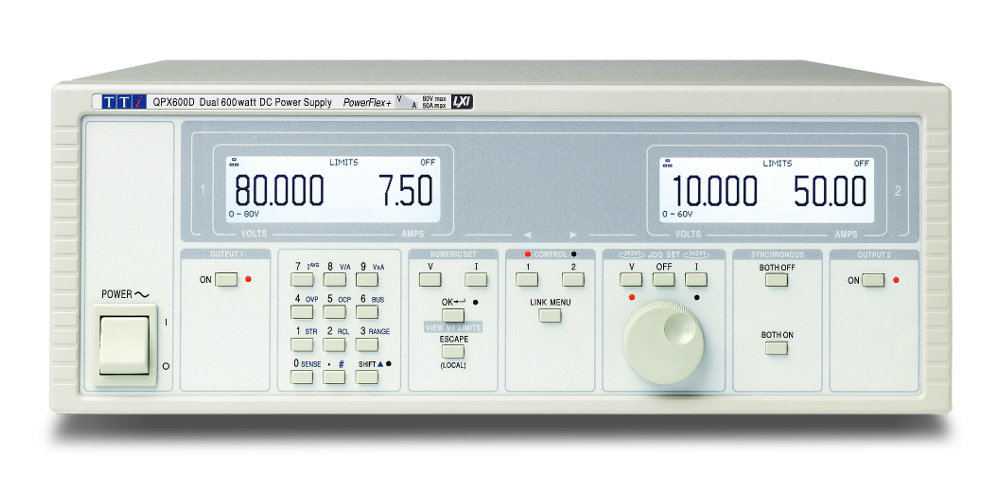 TTi QPX600D Dual 600watt DC Power Supply PowerFlex+ V A 80V max 50A max LXI
LIMITS OFF
80.000 7.50
0 - 80V
1
VOLTS AMPS
LIMITS OFF
10.000 50.00
0 - 60V
2
VOLTS AMPS
POWER
I
O
OUTPUT 1
ON
7 8 V/A 9 VxA
4 OVP 5 OCP 6 BUS
1 STR 2 RCL 3 RANGE
0 SENSE . # SHIFT
NUMERIC SET
V I
OK
VIEW V/I LIMITS
ESCAPE
(LOCAL)
CONTROL
1 2
LINK MENU
JOG SET
V OFF I
SYNCHRONOUS
BOTH OFF
BOTH ON
OUTPUT 2
ON